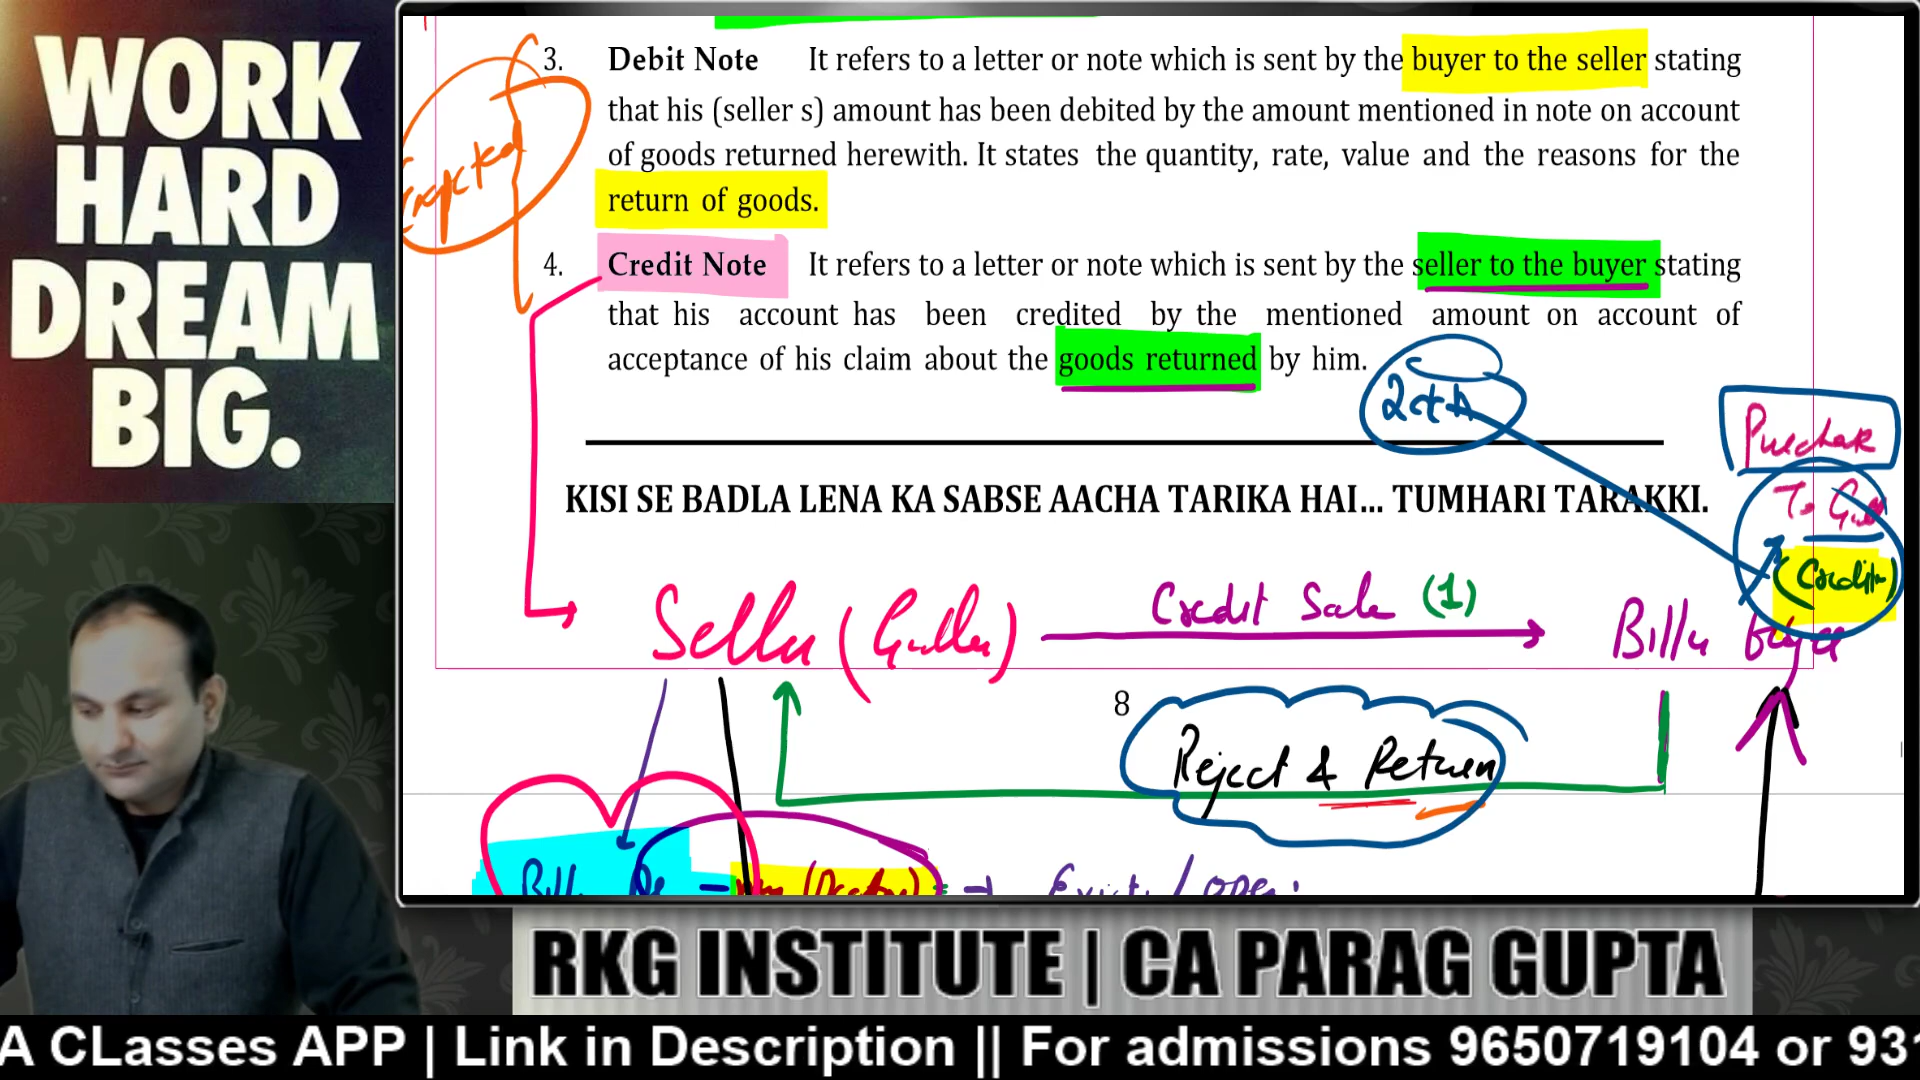 WORK
HARD
DREAM
BIG.
3. Debit Note It refers to a letter or note which is sent by the buyer to the seller stating
that his (seller s) amount has been debited by the amount mentioned in note on account
of goods returned herewith. It states the quantity, rate, value and the reasons for the
return of goods.
4. Credit Note It refers to a letter or note which is sent by the seller to the buyer stating
that his account has been credited by the mentioned amount on account of
acceptance of his claim about the goods returned by him.
KISI SE BADLA LENA KA SABSE AACHA TARIKA HAI... TUMHARI TARAKKI.
Credit Sale (1)
8
Reject & Return
RKG INSTITUTE | CA PARAG GUPTA
A CLasses APP | Link in Description || For admissions 9650719104 or 931